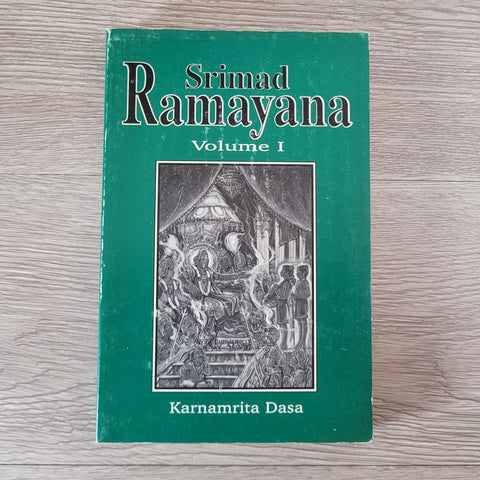 Srimad
Ramayana
Volume I
Karnamrita Dasa